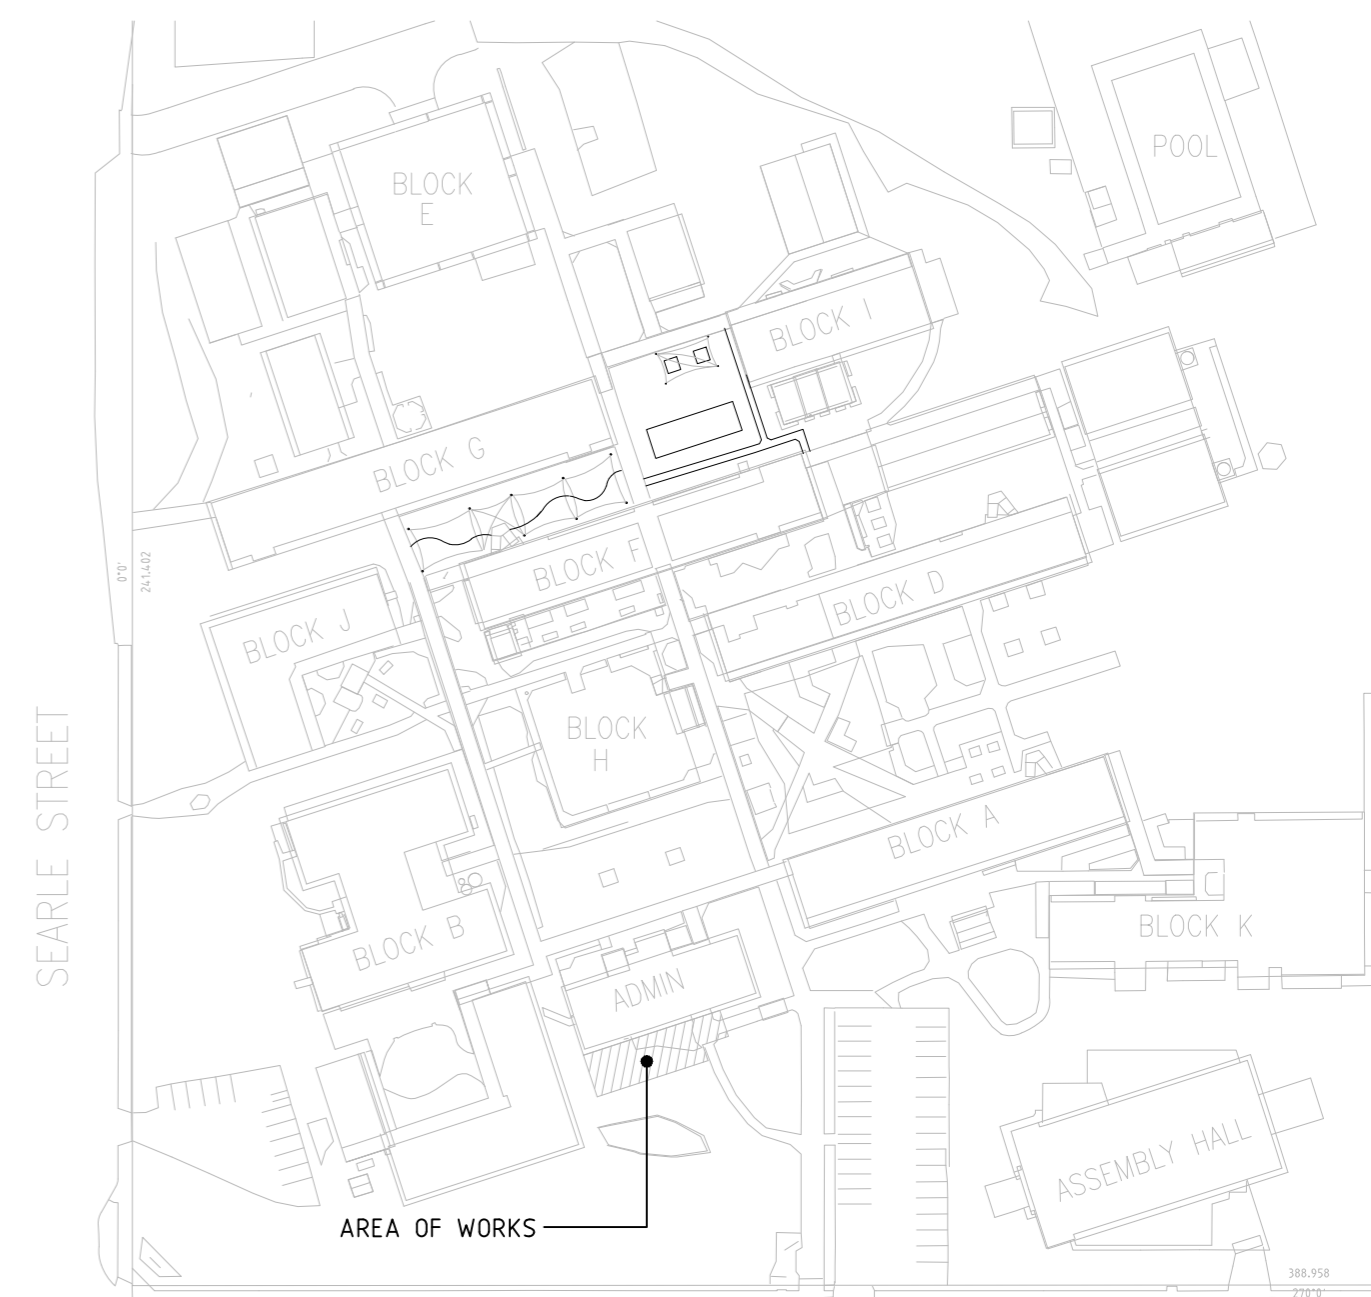 POOL
BLOCK
E
BLOCK I
BLOCK G
BLOCK F
0°0'
241.402
BLOCK D
BLOCK J
SEARLE STREET
BLOCK
H
BLOCK A
BLOCK B
BLOCK K
ADMIN
ASSEMBLY HALL
AREA OF WORKS
388.958
270°0'